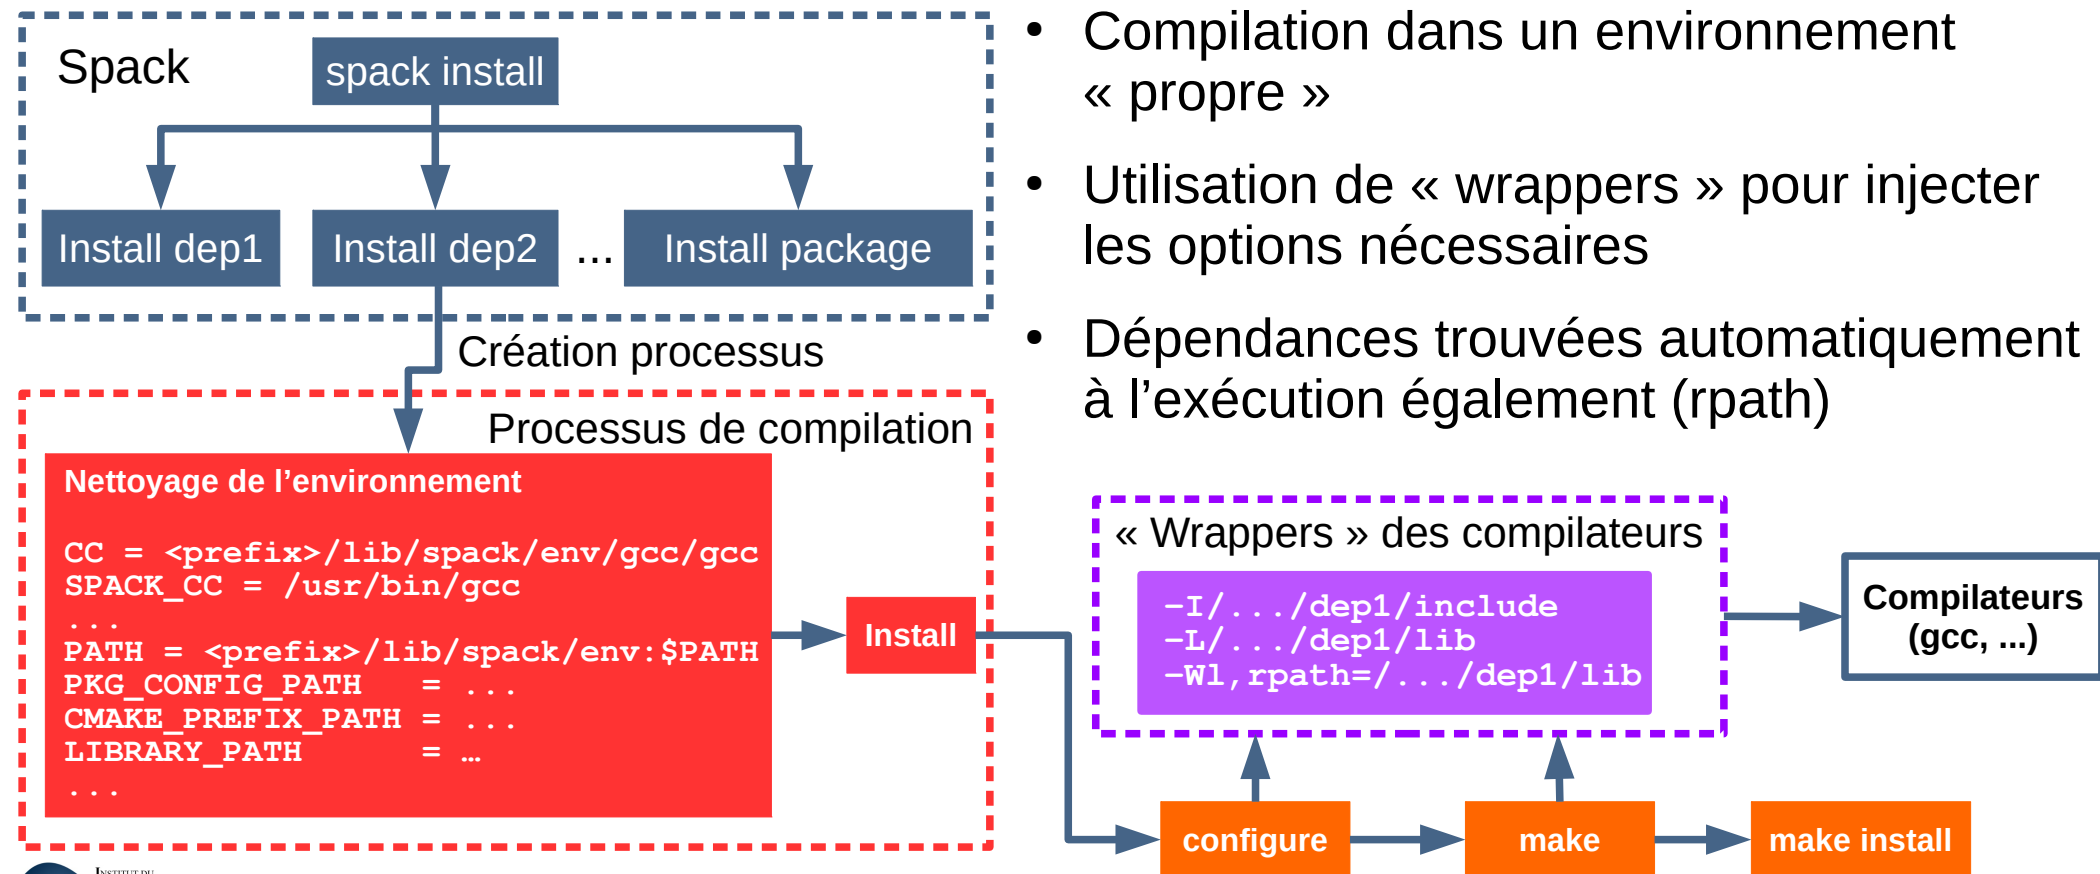 Spack
spack install
Install dep1
Install dep2
...
Install package
Création processus
Processus de compilation
Nettoyage de l’environnement
CC = <prefix>/lib/spack/env/gcc/gcc
SPACK_CC = /usr/bin/gcc
...
PATH = <prefix>/lib/spack/env:$PATH
PKG_CONFIG_PATH = ...
CMAKE_PREFIX_PATH = ...
LIBRARY_PATH = …
...
Install
• Compilation dans un environnement
« propre »
• Utilisation de « wrappers » pour injecter
les options nécessaires
• Dépendances trouvées automatiquement
à l’exécution également (rpath)
« Wrappers » des compilateurs
-I/.../dep1/include
-L/.../dep1/lib
-Wl,rpath=/.../dep1/lib
Compilateurs
(gcc, ...)
configure
make
make install
INSTITUT DU